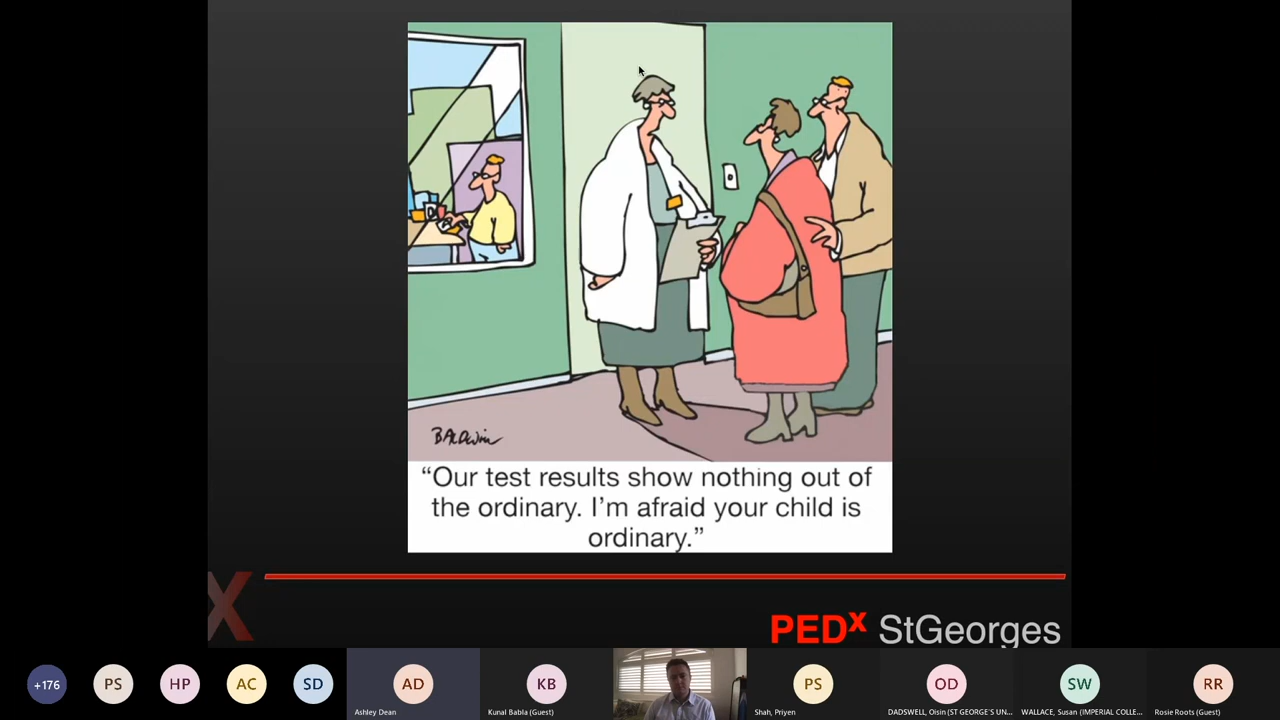 BALDWin
“Our test results show nothing out of
the ordinary. I’m afraid your child is
ordinary.”
X
PEDx StGeorges
+176
PS
HP
AC
SD
AD
Ashley Dean
KB
Kunal Babla (Guest)
PS
Shah, Priyen
OD
DADSWELL, Oisin (ST GEORGE'S UN...
SW
WALLACE, Susan (IMPERIAL COLLE...
RR
Rosie Roots (Guest)